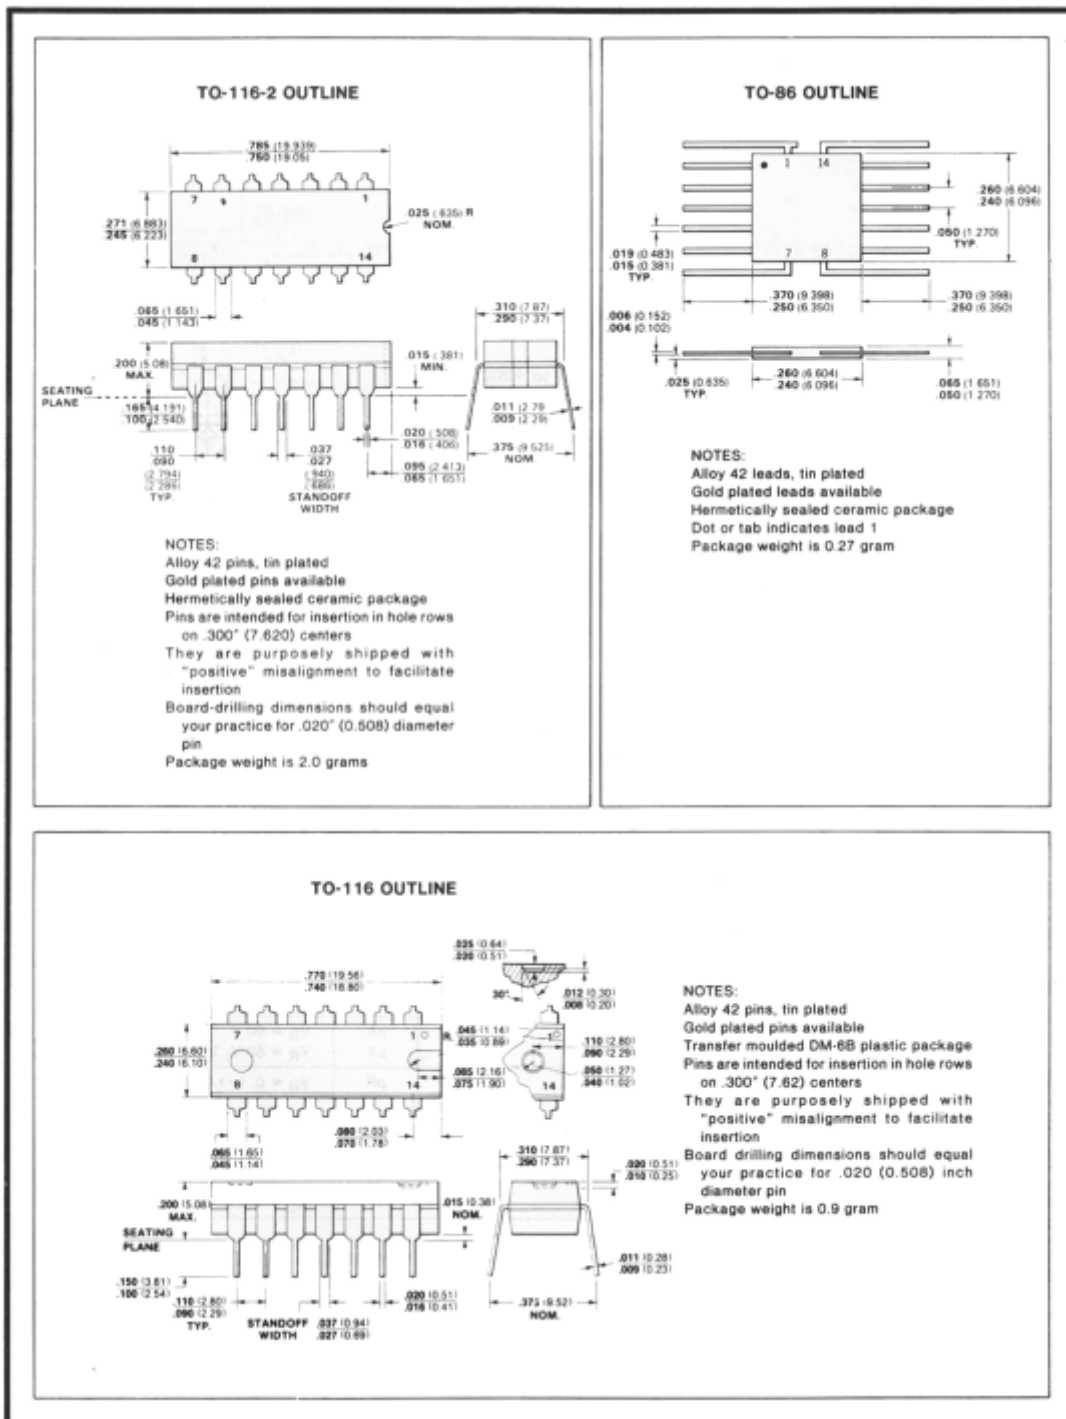 TO-116-2 OUTLINE
.785 (19.939)
.750 (19.05)
7
1
.271 (6.883)
.245 (6.223)
.025 (.635) R
NOM.
8
14
.065 (1.651)
.045 (1.143)
.310 (7.87)
.290 (7.37)
.200 (5.08)
MAX.
.015 (.381)
MIN.
SEATING
PLANE
.165 (4.191)
.100 (2.540)
.011 (2.79
.009 (2.29)
.020 (.508)
.016 (.406)
.110
.090
(2.794)
(2.286)
TYP.
.037
.027
(.940)
(.686)
STANDOFF
WIDTH
.095 (2.413)
.065 (1.651)
.375 (9.525)
NOM.
NOTES:
Alloy 42 pins, tin plated
Gold plated pins available
Hermetically sealed ceramic package
Pins are intended for insertion in hole rows
on .300" (7.620) centers
They are purposely shipped with
"positive" misalignment to facilitate
insertion
Board-drilling dimensions should equal
your practice for .020" (0.508) diameter
pin
Package weight is 2.0 grams
TO-86 OUTLINE
1 14
.260 (6.604)
.240 (6.096)
.050 (1.270)
TYP.
.019 (0.483)
.015 (0.381)
TYP.
7 8
.370 (9.398)
.250 (6.350)
.370 (9.398)
.250 (6.350)
.006 (0.152)
.004 (0.102)
.025 (0.635)
TYP.
.260 (6.604)
.240 (6.096)
.065 (1.651)
.050 (1.270)
NOTES:
Alloy 42 leads, tin plated
Gold plated leads available
Hermetically sealed ceramic package
Dot or tab indicates lead 1
Package weight is 0.27 gram
TO-116 OUTLINE
.770 (19.56)
.740 (18.80)
.025 (0.64)
.020 (0.51)
30°
.012 (0.30)
.008 (0.20)
7
1
.260 (6.60)
.240 (6.10)
8
14
.045 (1.14)
.035 (0.89)
.085 (2.16)
.075 (1.90)
1
14
.110 (2.80)
.090 (2.29)
.050 (1.27)
.040 (1.02)
.080 (2.03)
.070 (1.78)
.065 (1.65)
.045 (1.14)
.310 (7.87)
.290 (7.37)
.020 (0.51)
.010 (0.25)
.200 (5.08)
MAX.
.015 (0.38)
NOM.
SEATING
PLANE
.150 (3.81)
.100 (2.54)
.110 (2.80)
.090 (2.29)
TYP.
STANDOFF
WIDTH
.037 (0.94)
.027 (0.69)
.020 (0.51)
.016 (0.41)
.011 (0.28)
.009 (0.23)
.375 (9.52)
NOM.
NOTES:
Alloy 42 pins, tin plated
Gold plated pins available
Transfer moulded DM-6B plastic package
Pins are intended for insertion in hole rows
on .300" (7.62) centers
They are purposely shipped with
"positive" misalignment to facilitate
insertion
Board drilling dimensions should equal
your practice for .020 (0.508) inch
diameter pin
Package weight is 0.9 gram